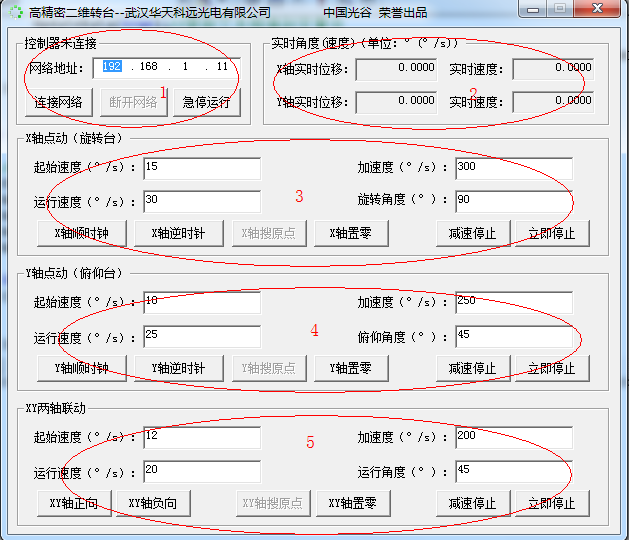 高精密二维转台--武汉华天科远光电有限公司 中国光谷 荣誉出品
控制器未连接
网络地址: 192 . 168 . 1 . 11
连接网络 断开网络 急停运行
1
实时角度(速度)(单位: °(°/s))
X轴实时位移: 0.0000 实时速度: 0.0000
2
Y轴实时位移: 0.0000 实时速度: 0.0000
X轴点动（旋转台）
起始速度(°/s): 15 加速度(°/s): 300
运行速度(°/s): 30 旋转角度(°): 90
3
X轴顺时钟 X轴逆时针 X轴搜原点 X轴置零 减速停止 立即停止
Y轴点动（俯仰台）
起始速度(°/s): 10 加速度(°/s): 250
运行速度(°/s): 25 俯仰角度(°): 45
4
Y轴顺时钟 Y轴逆时针 Y轴搜原点 Y轴置零 减速停止 立即停止
XY两轴联动
起始速度(°/s): 12 加速度(°/s): 200
5
运行速度(°/s): 20 运行角度(°): 45
XY轴正向 XY轴负向 XY轴搜原点 XY轴置零 减速停止 立即停止